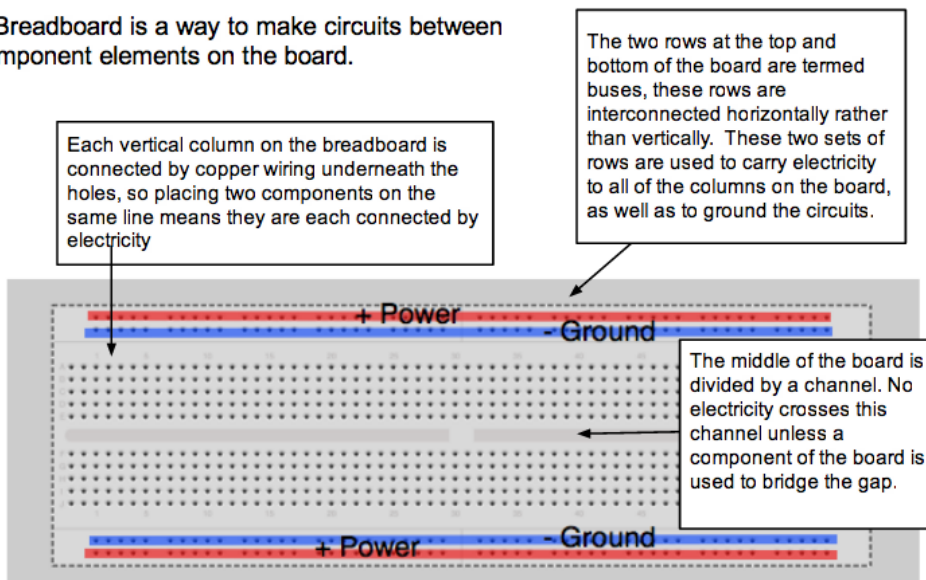 Breadboard is a way to make circuits between
mponent elements on the board.
The two rows at the top and
bottom of the board are termed
buses, these rows are
interconnected horizontally rather
than vertically. These two sets of
rows are used to carry electricity
to all of the columns on the board,
as well as to ground the circuits.
Each vertical column on the breadboard is
connected by copper wiring underneath the
holes, so placing two components on the
same line means they are each connected by
electricity
+ Power
- Ground
The middle of the board is
divided by a channel. No
electricity crosses this
channel unless a
component of the board is
used to bridge the gap.
+ Power
- Ground